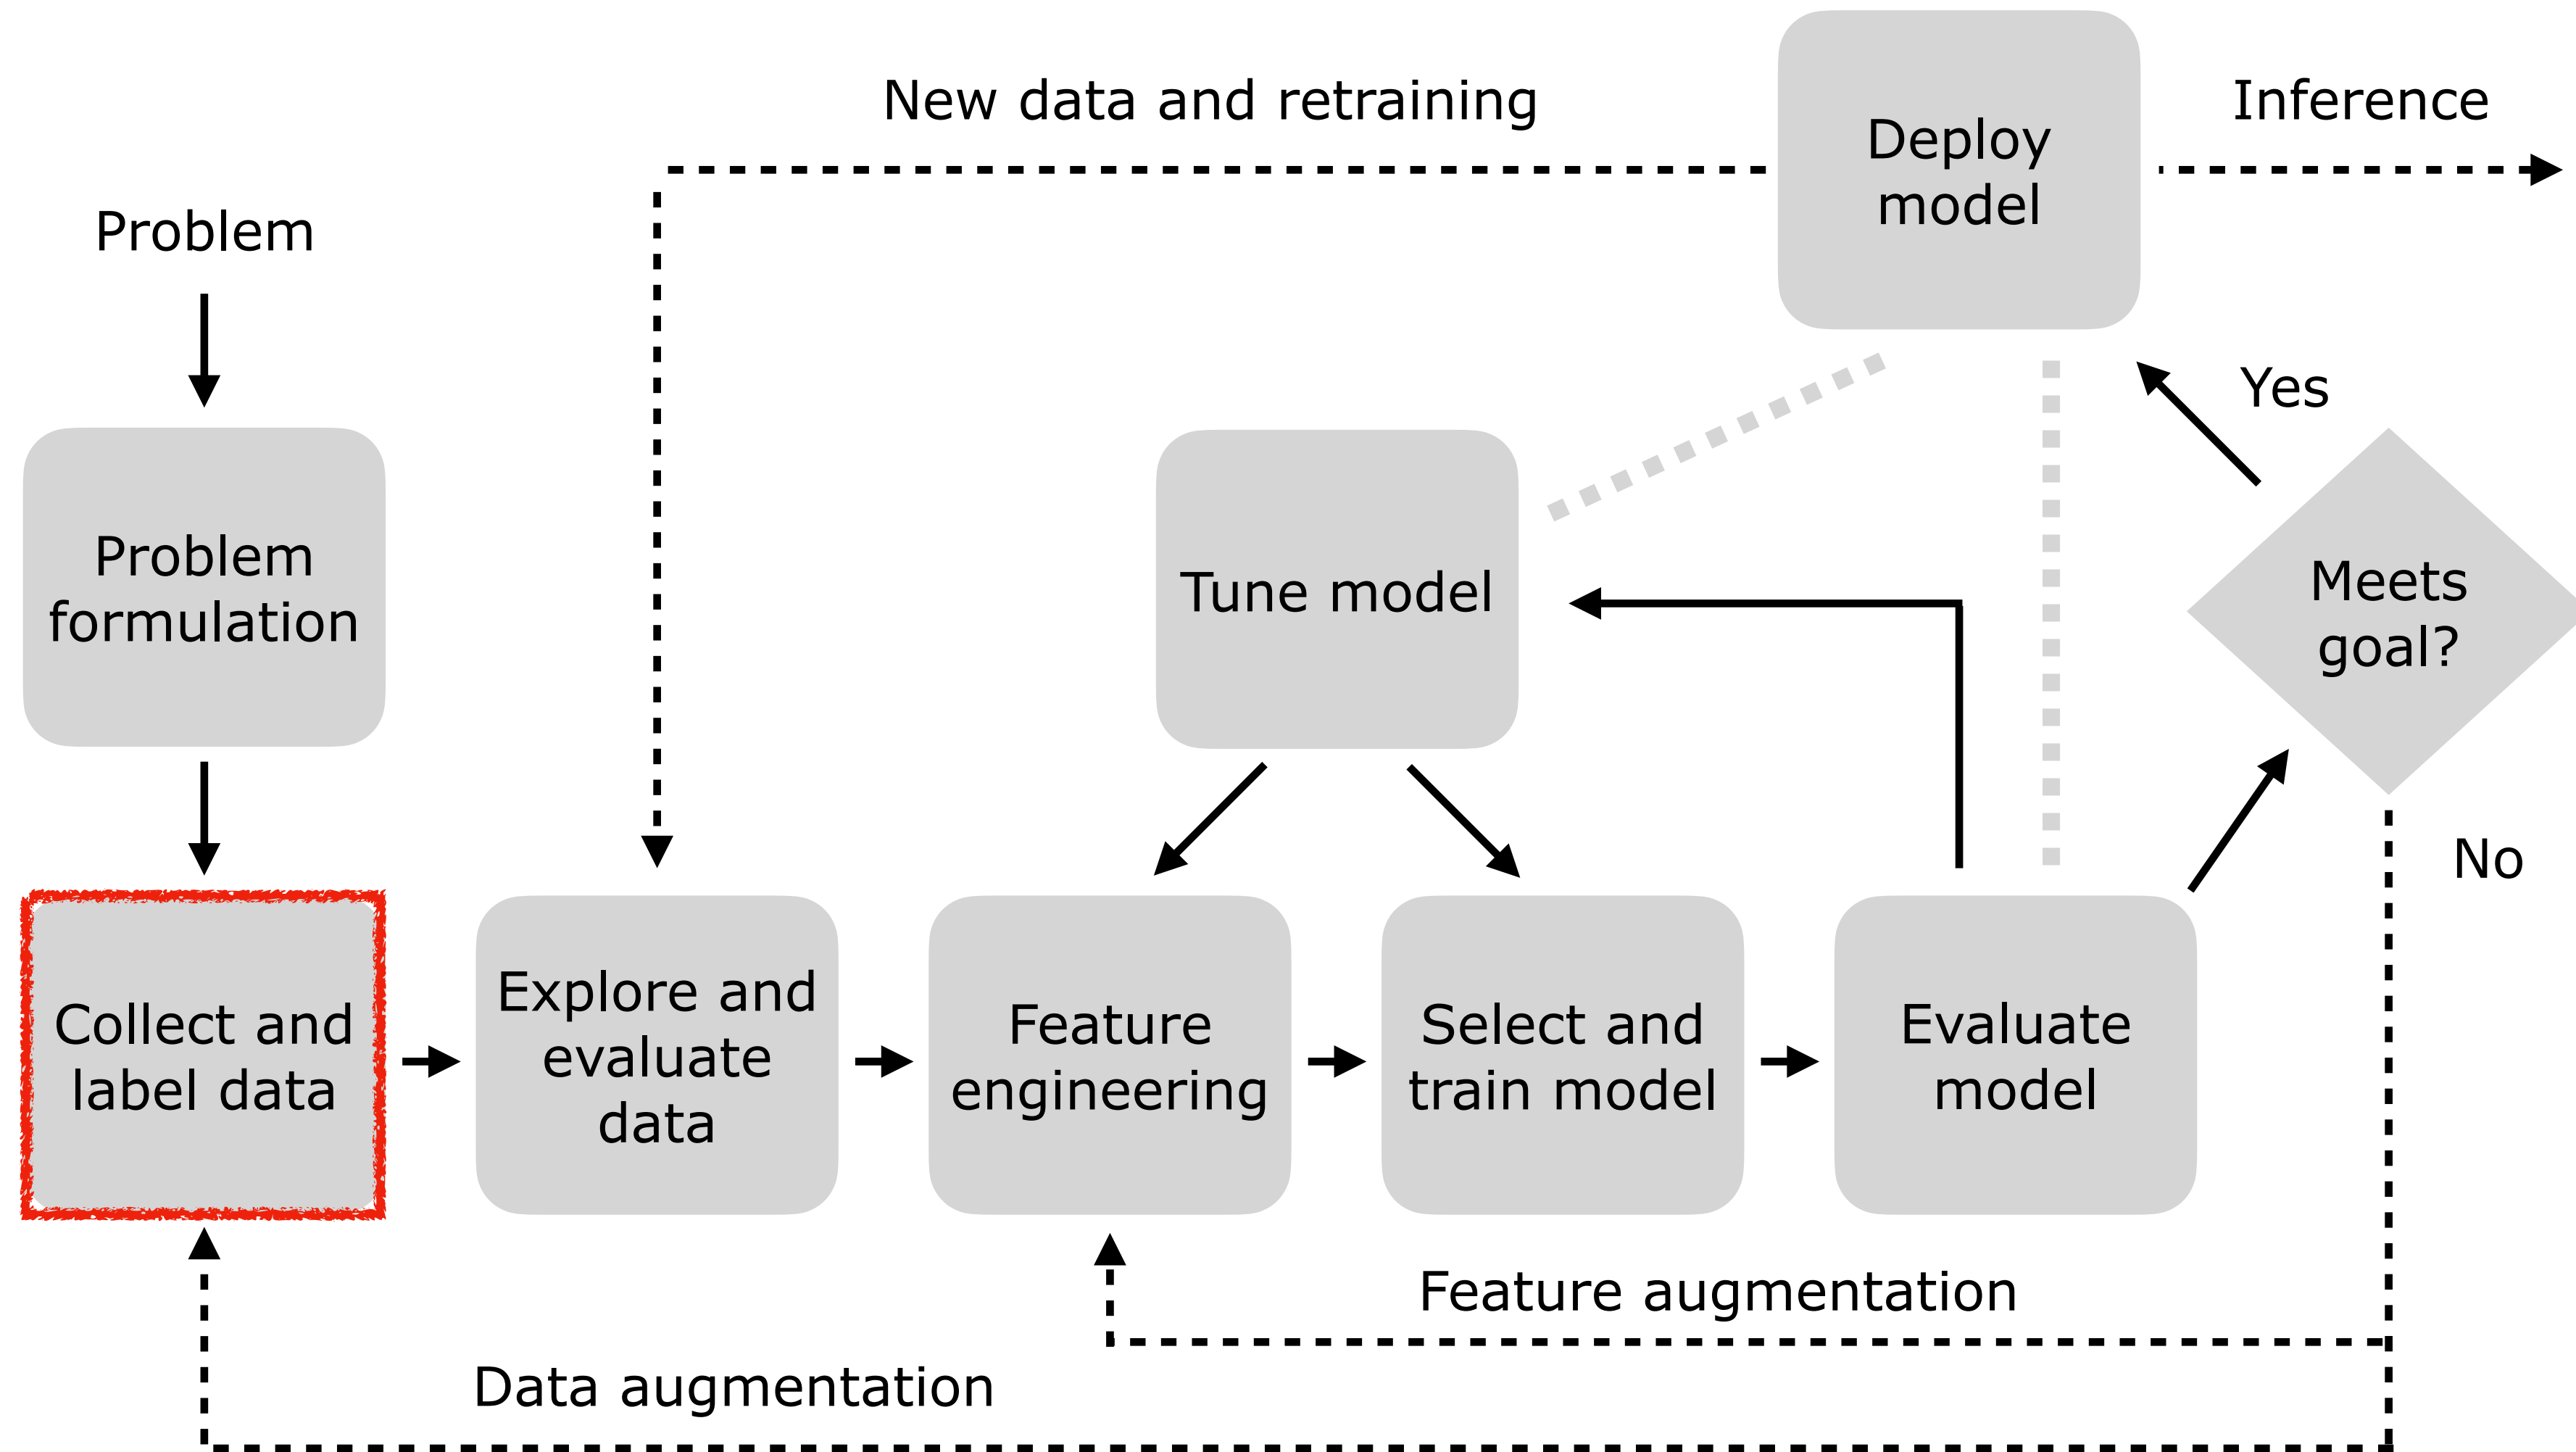 New data and retraining
Deploy
model
Inference
Problem
Yes
Problem
formulation
Tune model
Meets
goal?
No
Collect and
label data
Explore and
evaluate
data
Feature
engineering
Select and
train model
Evaluate
model
Feature augmentation
Data augmentation